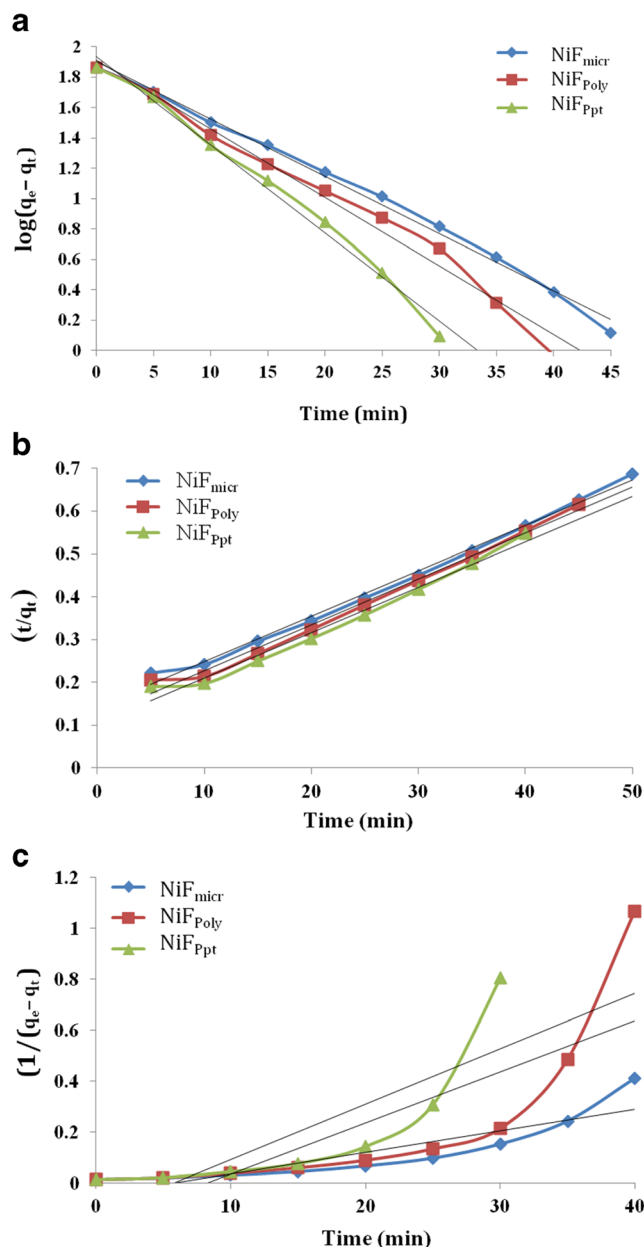 a
2
1.8
1.6
1.4
1.2
1
0.8
0.6
0.4
0.2
0
log(qe− qt)
NiFmicr
NiFPoly
NiFPpt
0 5 10 15 20 25 30 35 40 45
Time (min)
b
0.7
0.6
0.5
0.4
0.3
0.2
0.1
0
(t/qt)
NiFmicr
NiFPoly
NiFPpt
0 10 20 30 40 50
Time (min)
c
1.2
1
0.8
0.6
0.4
0.2
0
(1/(qe− qt)
NiFmicr
NiFPoly
NiFPpt
0 10 20 30 40
Time (min)